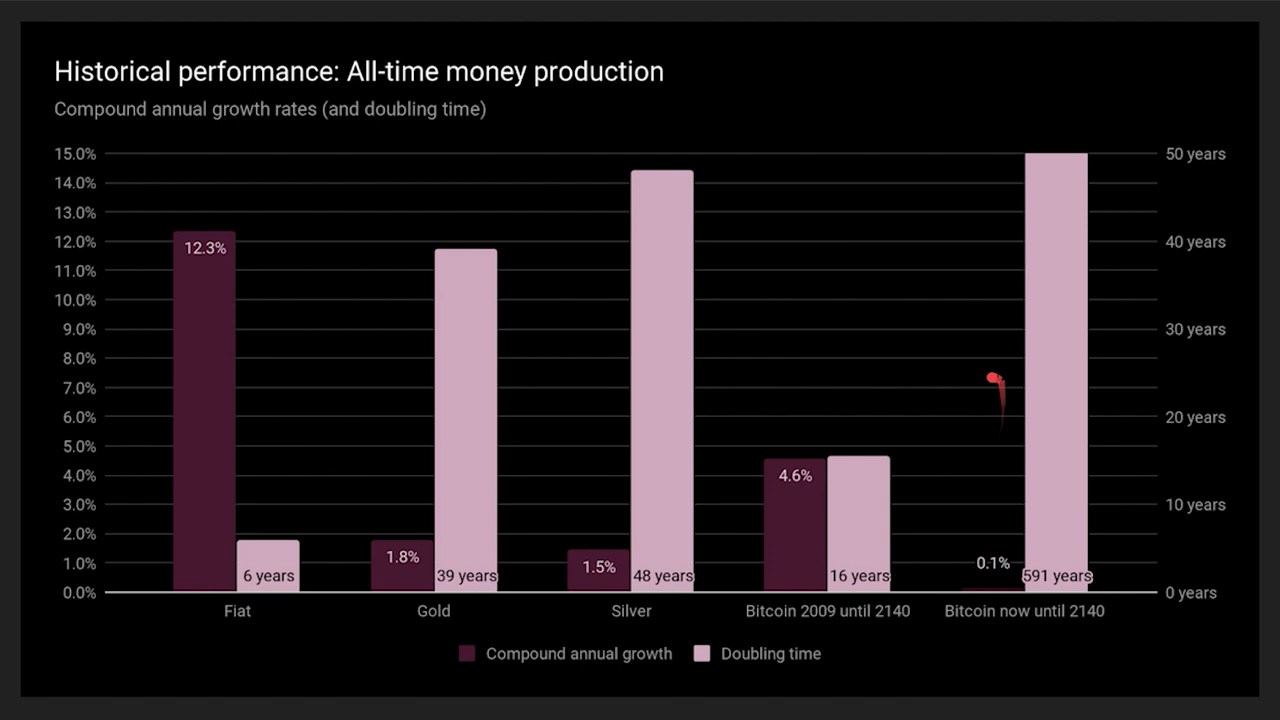 Historical performance: All-time money production
Compound annual growth rates (and doubling time)
15.0% 50 years
14.0%
13.0%
12.0% 40 years
11.0%
10.0%
9.0% 30 years
8.0%
7.0%
6.0% 20 years
5.0%
4.0%
3.0% 10 years
2.0%
1.0%
0.0% 0 years
12.3%
6 years
1.8%
39 years
1.5%
48 years
4.6%
16 years
0.1%
591 years
Fiat Gold Silver Bitcoin 2009 until 2140 Bitcoin now until 2140
Compound annual growth Doubling time